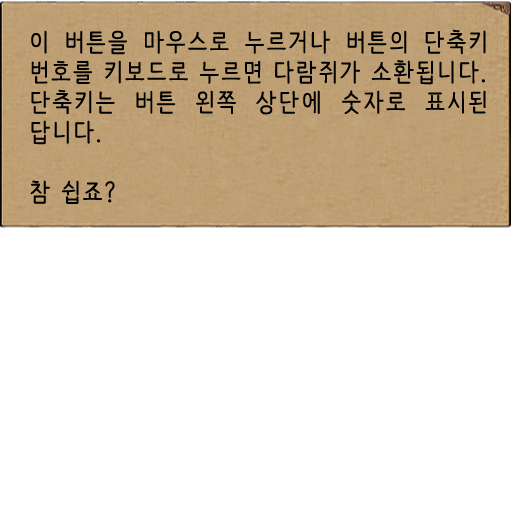 이 버튼을 마우스로 누르거나 버튼의 단축키
번호를 키보드로 누르면 다람쥐가 소환됩니다.
단축키는 버튼 왼쪽 상단에 숫자로 표시된
답니다.
참 쉽죠?